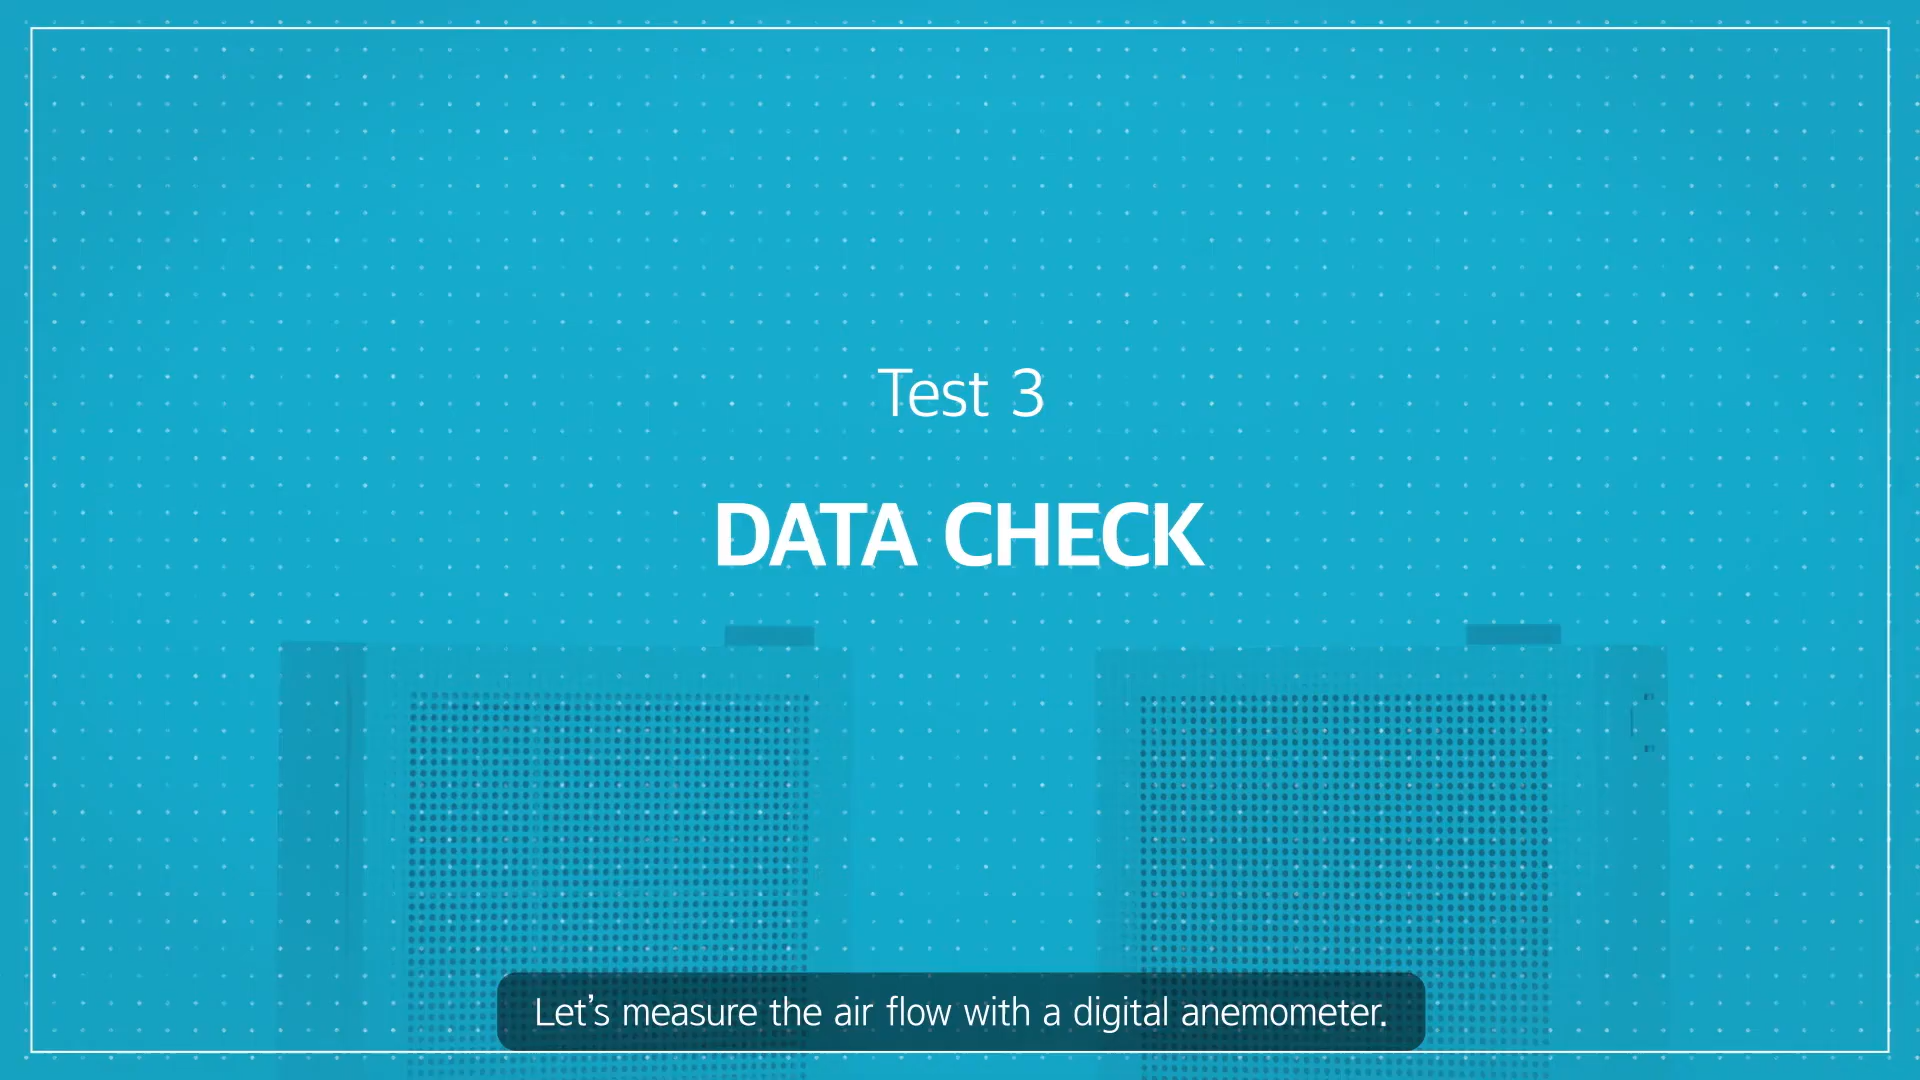 Test 3
DATA CHECK
Let's measure the air flow with a digital anemometer.